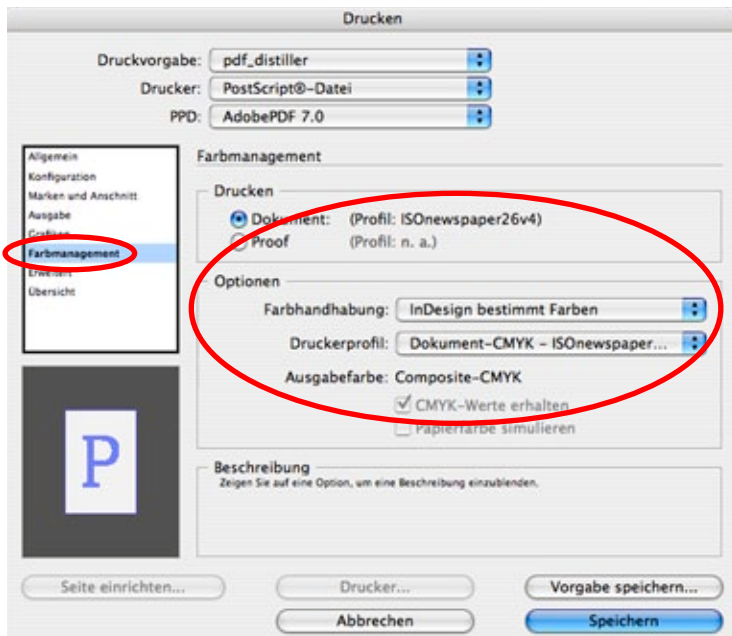 Drucken
Druckvorgabe: pdf_distiller
Drucker: PostScript®-Datei
PPD: AdobePDF 7.0
Allgemein
Konfiguration
Marken und Anschnitt
Ausgabe
Grafiken
Farbmanagement
Erweitert
Übersicht
Farbmanagement
Drucken
Dokument: (Profil: ISOnewspaper26v4)
Proof (Profil: n. a.)
Optionen
Farbhandhabung: InDesign bestimmt Farben
Druckerprofil: Dokument-CMYK - ISOnewspaper...
Ausgabefarbe: Composite-CMYK
CMYK-Werte erhalten
Papierfarbe simulieren
P
Beschreibung
Zeigen Sie auf eine Option, um eine Beschreibung einzublenden.
Seite einrichten... Drucker... Vorgabe speichern...
Abbrechen Speichern